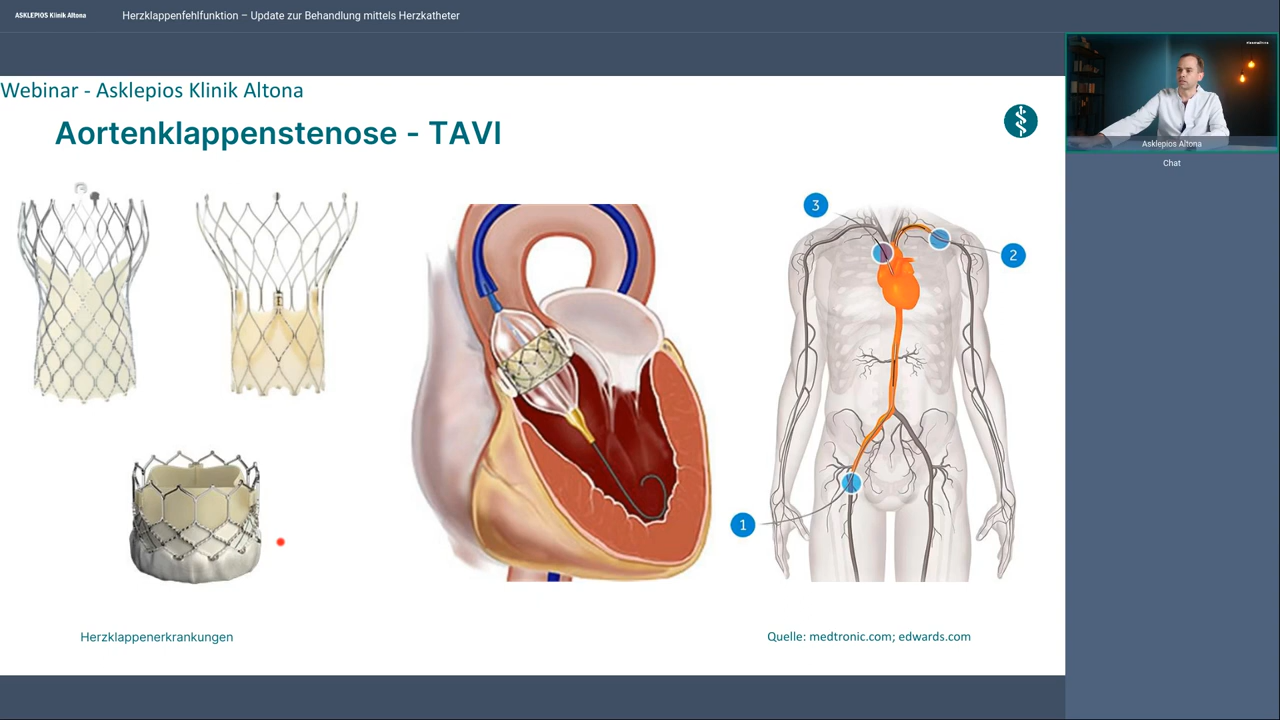 ASKLEPIOS Klinik Altona
Herzklappenfehlfunktion – Update zur Behandlung mittels Herzkatheter
Webinar - Asklepios Klinik Altona
Aortenklappenstenose - TAVI
3
2
1
Herzklappenerkrankungen
Quelle: medtronic.com; edwards.com
Asklepios Altona
Chat